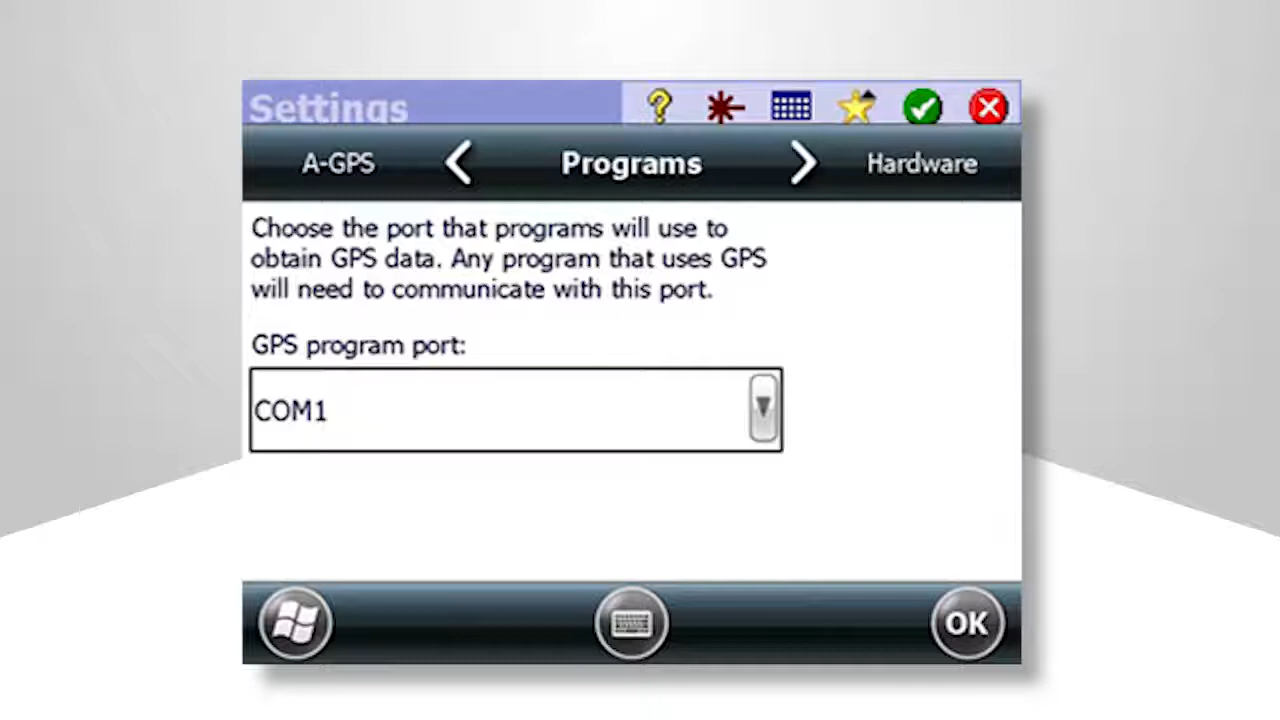 Settings
A-GPS Programs Hardware
Choose the port that programs will use to
obtain GPS data. Any program that uses GPS
will need to communicate with this port.
GPS program port:
COM1
OK